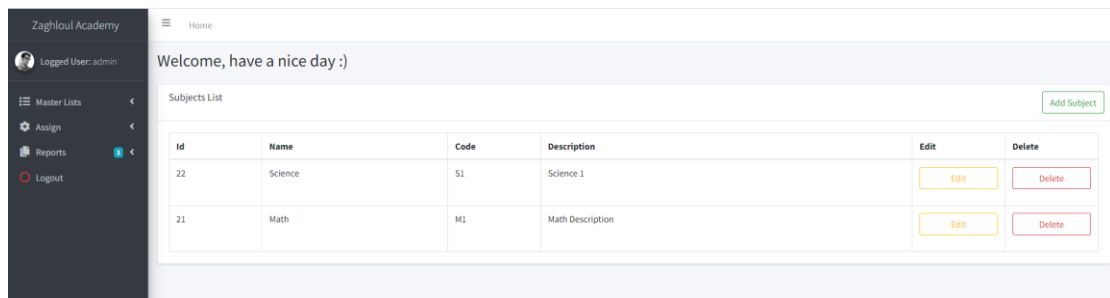 Zaghloul Academy
Home
Logged User: admin
Master Lists
Assign
Reports 1
Logout
Welcome, have a nice day :)
Subjects List
Add Subject
Id Name Code Description Edit Delete
22 Science S1 Science 1 Edit Delete
21 Math M1 Math Description Edit Delete